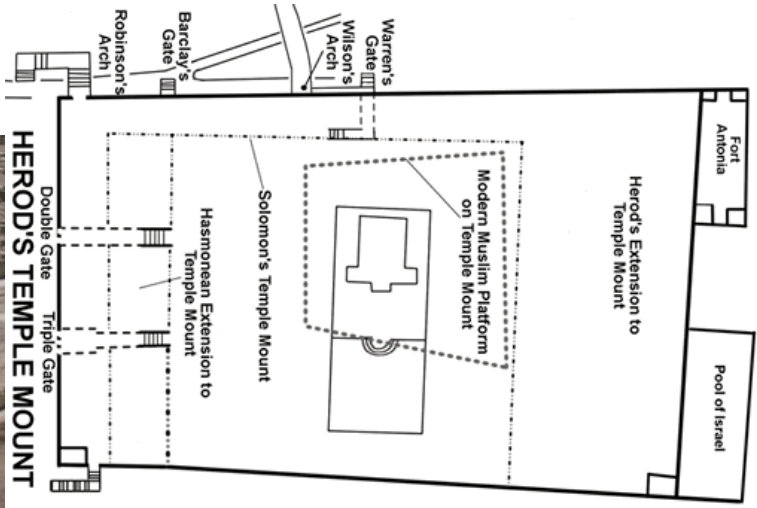 Fort
Antonia
Pool of Israel
Herod's Extension to
Temple Mount
Modern Muslim Platform
on Temple Mount
Warren's
Gate
Wilson's
Arch
Solomon's Temple Mount
Hasmonean Extension to
Temple Mount
Barclay's
Gate
Robinson's
Arch
Double Gate
Triple Gate
HEROD'S TEMPLE MOUNT